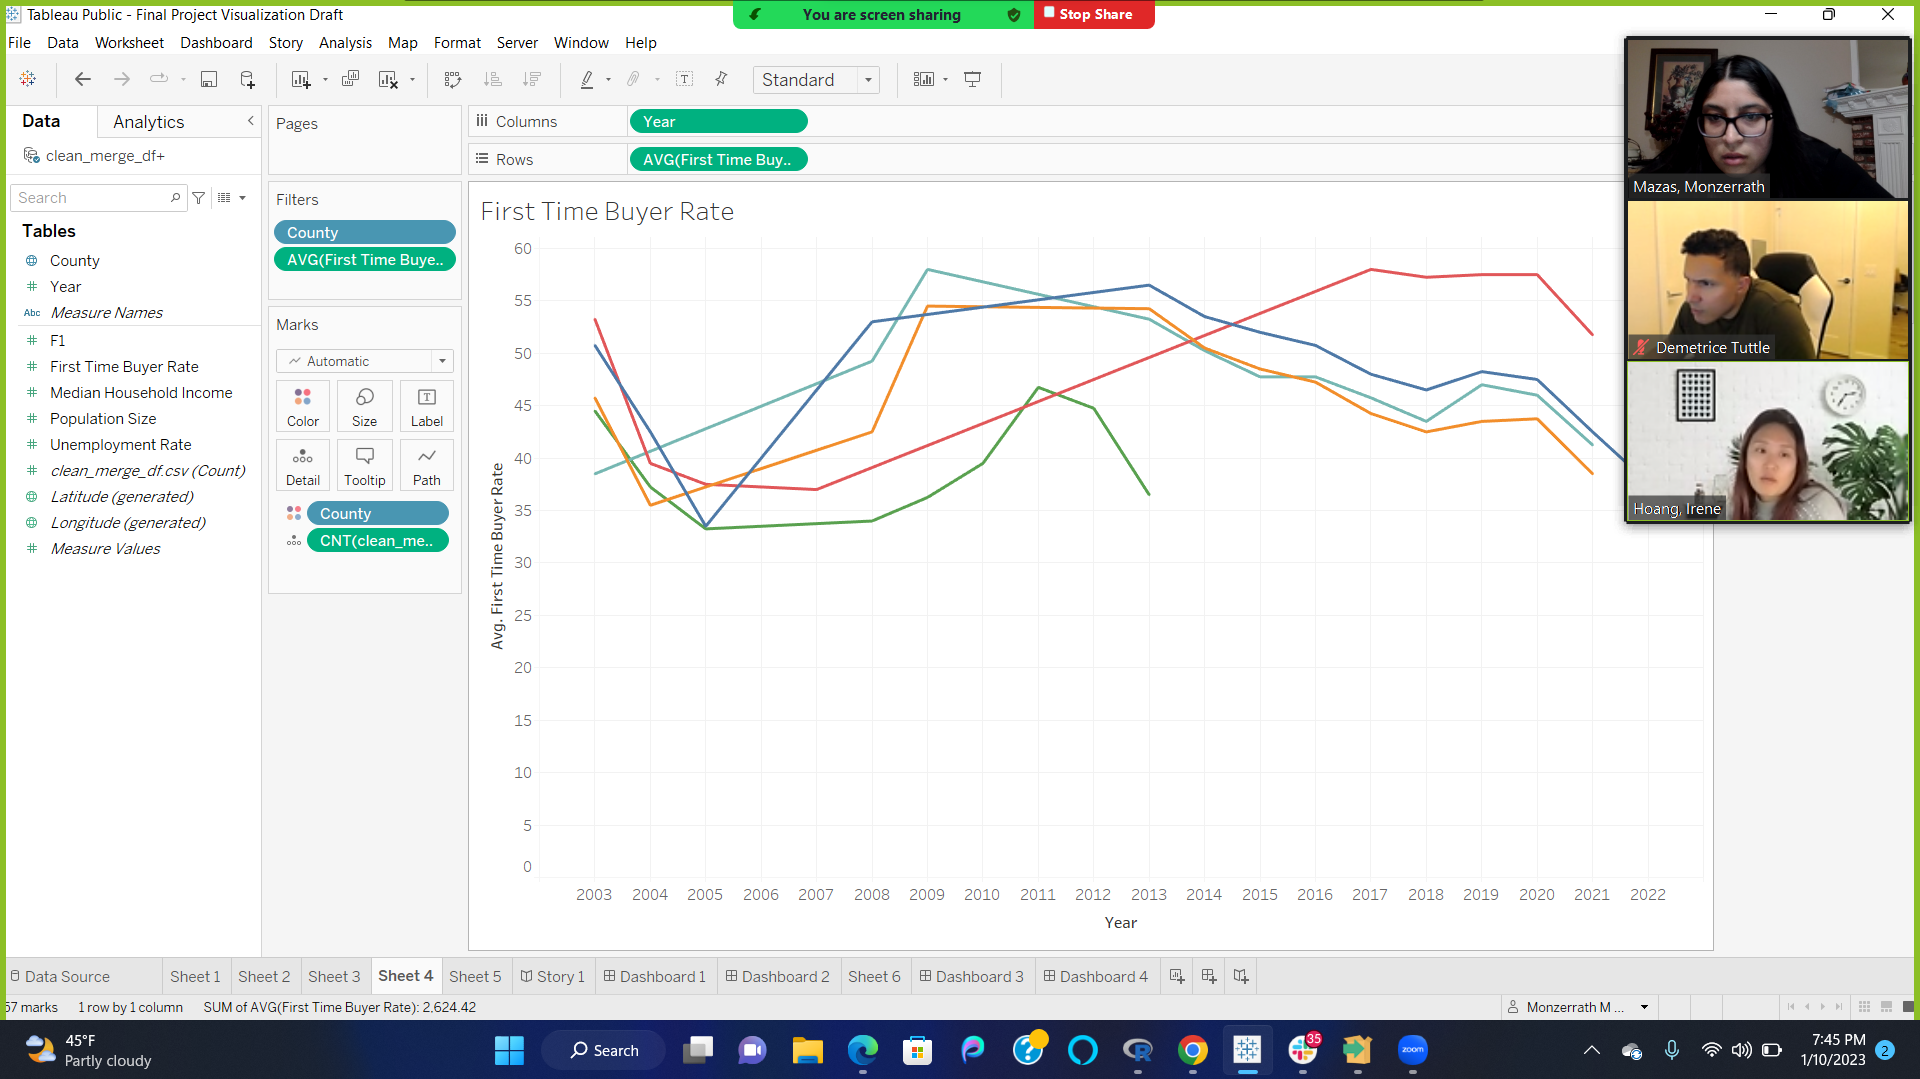 Tableau Public - Final Project Visualization Draft
You are screen sharing
Stop Share
File Data Worksheet Dashboard Story Analysis Map Format Server Window Help
Standard
Data
Analytics
Pages
Columns
Year
clean_merge_df+
Rows
AVG(First Time Buy..
Search
Filters
County
AVG(First Time Buye..
Mazas, Monzerrath
Tables
County
Year
Abc
Measure Names
F1
First Time Buyer Rate
Median Household Income
Population Size
Unemployment Rate
clean_merge_df.csv (Count)
Latitude (generated)
Longitude (generated)
Measure Values
Marks
Automatic
Color
Size
Label
Detail
Tooltip
Path
County
CNT(clean_me..
First Time Buyer Rate
60
55
50
45
40
35
30
25
20
15
10
5
0
Avg. First Time Buyer Rate
2003 2004 2005 2006 2007 2008 2009 2010 2011 2012 2013 2014 2015 2016 2017 2018 2019 2020 2021 2022
Year
Demetrice Tuttle
Hoang, Irene
Data Source
Sheet 1
Sheet 2
Sheet 3
Sheet 4
Sheet 5
Story 1
Dashboard 1
Dashboard 2
Sheet 6
Dashboard 3
Dashboard 4
57 marks
1 row by 1 column
SUM of AVG(First Time Buyer Rate): 2,624.42
Monzerrath M ...
45°F
Partly cloudy
Search
35
zoom
7:45 PM
1/10/2023
2